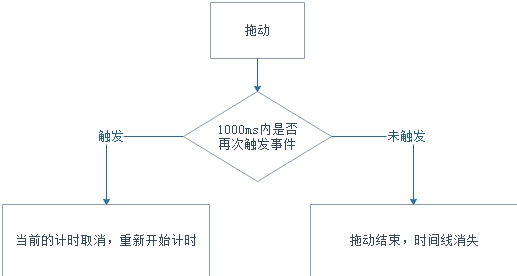 拖动
1000ms内是否
再次触发事件
触发
未触发
当前的计时取消，重新开始计时
拖动结束，时间线消失